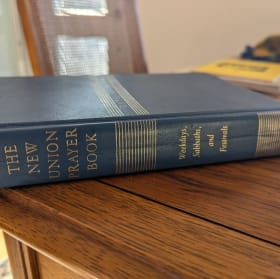 THE
NEW
UNION
PRAYER
BOOK
Weekdays,
Sabbaths,
and
Festivals